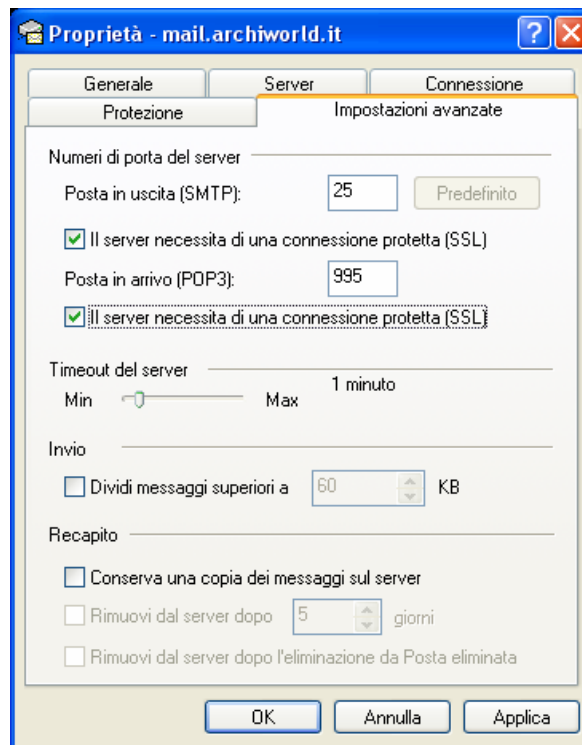 Proprietà - mail.archiworld.it
Generale Server Connessione
Protezione Impostazioni avanzate
Numeri di porta del server
Posta in uscita (SMTP): 25 Predefinito
Il server necessita di una connessione protetta (SSL)
Posta in arrivo (POP3): 995
Il server necessita di una connessione protetta (SSL)
Timeout del server
Min Max 1 minuto
Invio
Dividi messaggi superiori a 60 KB
Recapito
Conserva una copia dei messaggi sul server
Rimuovi dal server dopo 5 giorni
Rimuovi dal server dopo l'eliminazione da Posta eliminata
OK Annulla Applica